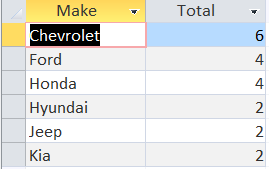 Make Total
Chevrolet 6
Ford 4
Honda 4
Hyundai 2
Jeep 2
Kia 2